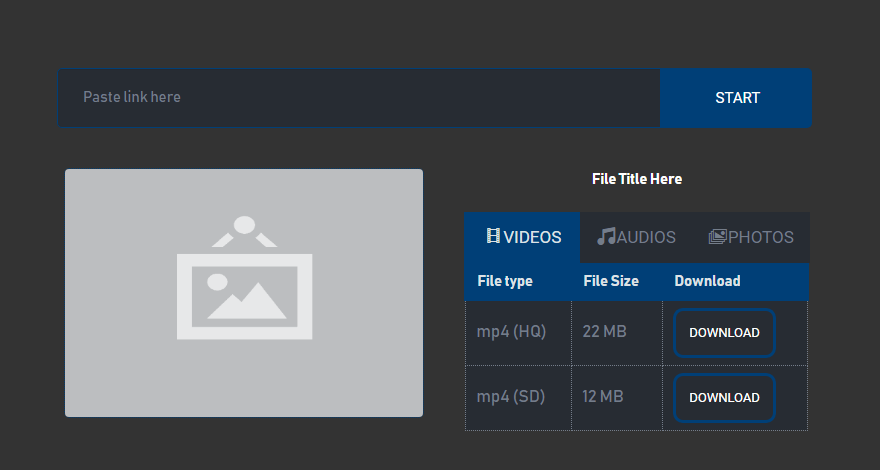 Paste link here
START
File Title Here
VIDEOS AUDIOS PHOTOS
File type File Size Download
mp4 (HQ) 22 MB DOWNLOAD
mp4 (SD) 12 MB DOWNLOAD